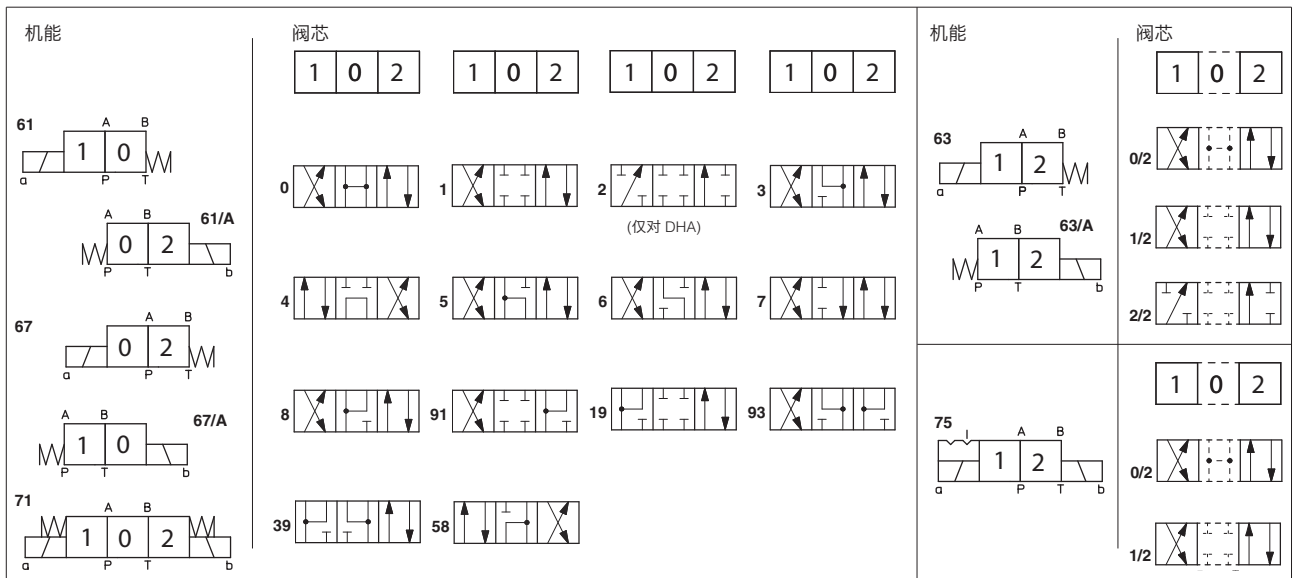 机能
阀芯
1 0 2
1 0 2
1 0 2
1 0 2
61
A B
1 0
a P T
61/A
A B
0 2
P T b
67
A B
0 2
a P T
67/A
A B
1 0
P T b
71
A B
1 0 2
a P T b
0
1
2
3
(仅对 DHA)
4
5
6
7
8
91
19
93
39
58
机能
阀芯
1 0 2
63
A B
1 2
a P T
63/A
A B
1 2
P T b
0/2
1/2
2/2
1 0 2
75
A B
1 2
a P T b
0/2
1/2